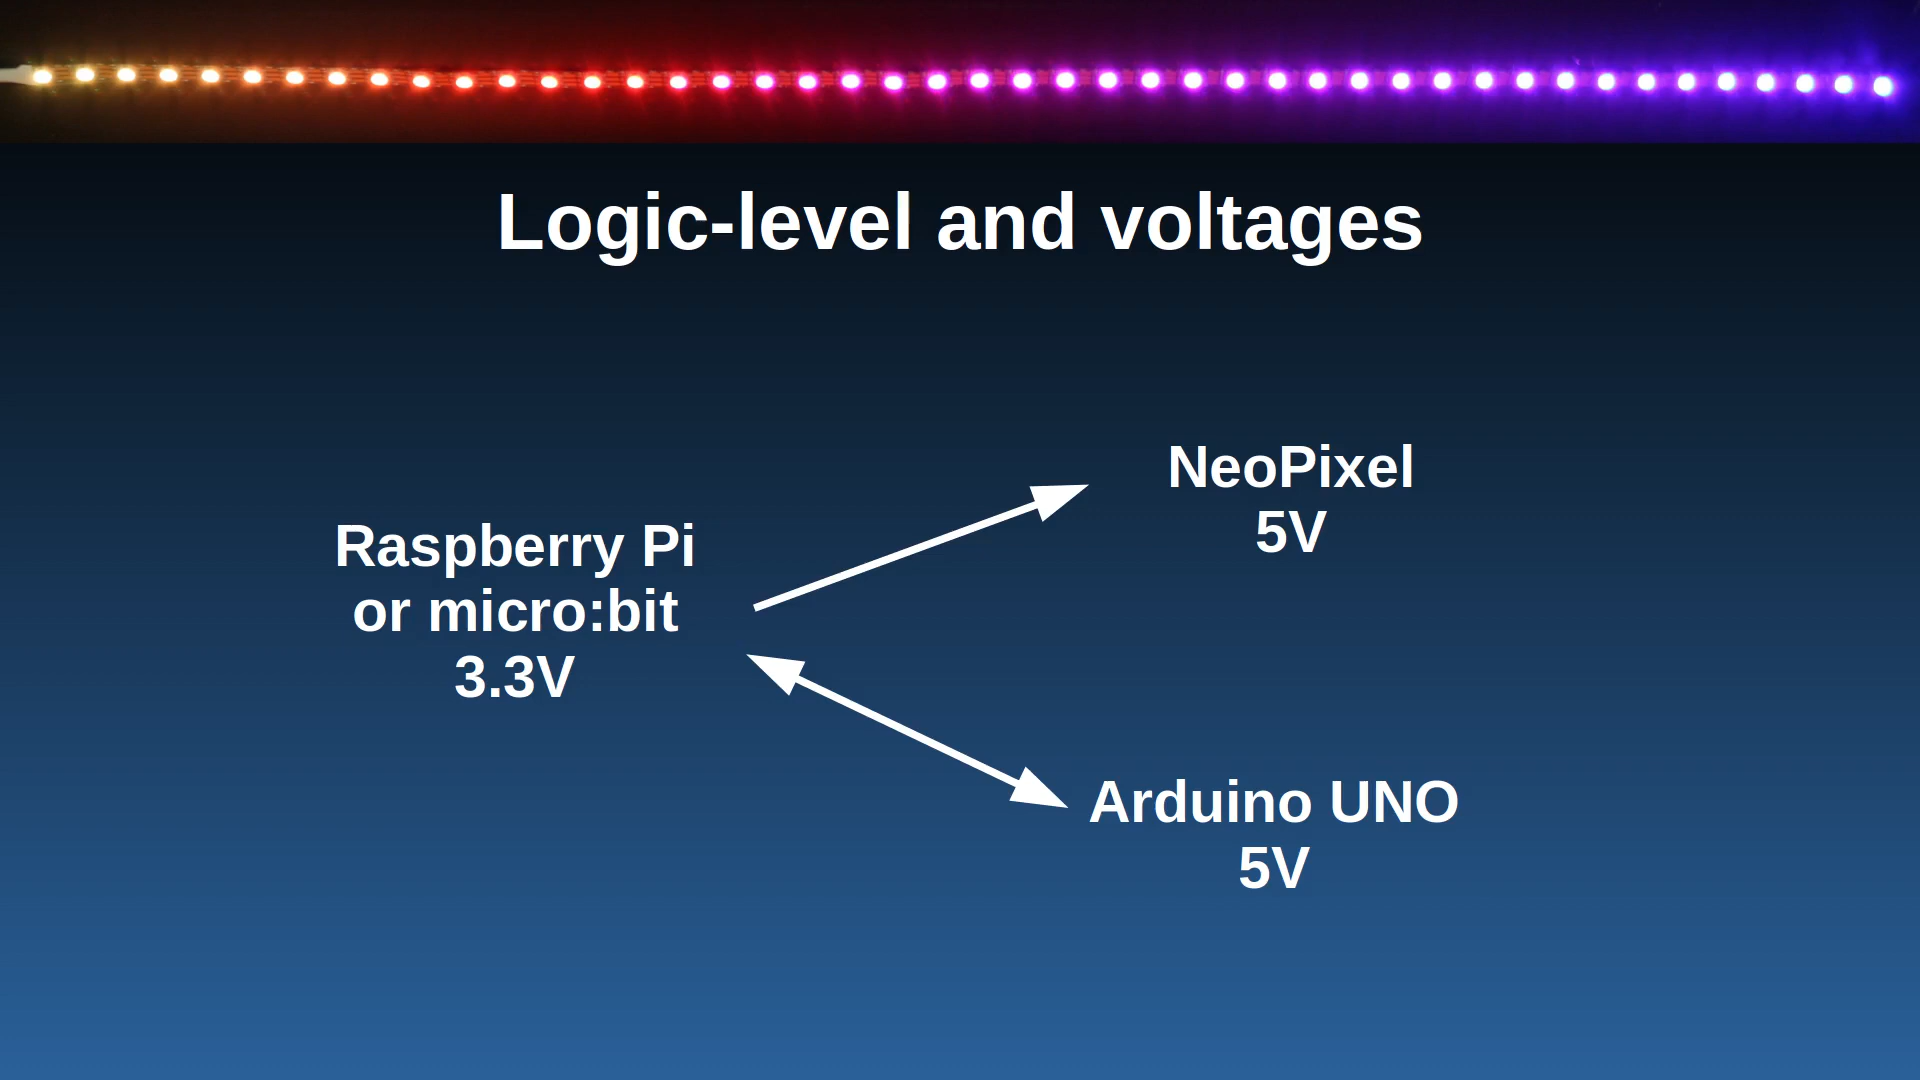 Logic-level and voltages
Raspberry Pi
or micro:bit
3.3V
NeoPixel
5V
Arduino UNO
5V